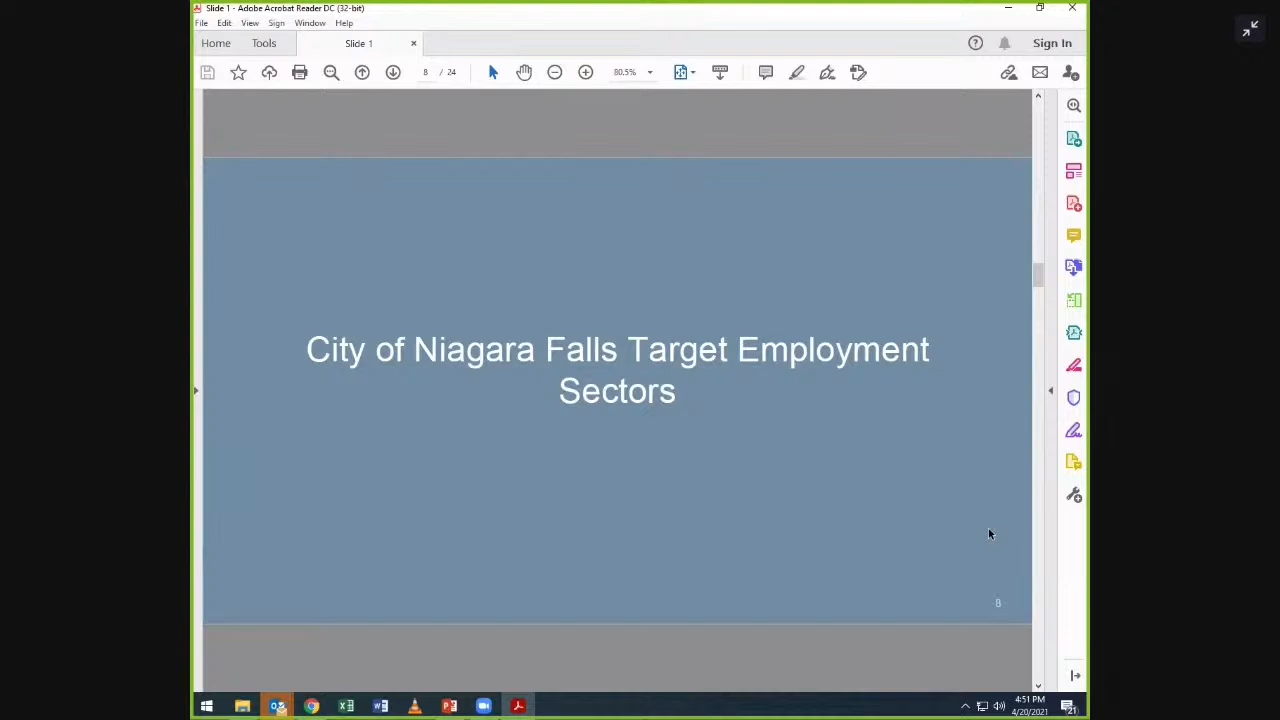 Slide 1 - Adobe Acrobat Reader DC (32-bit)
File Edit View Sign Window Help
Home Tools Slide 1 Sign In
8 / 24 80.5%
City of Niagara Falls Target Employment
Sectors
8
4:51 PM
4/20/2021
21